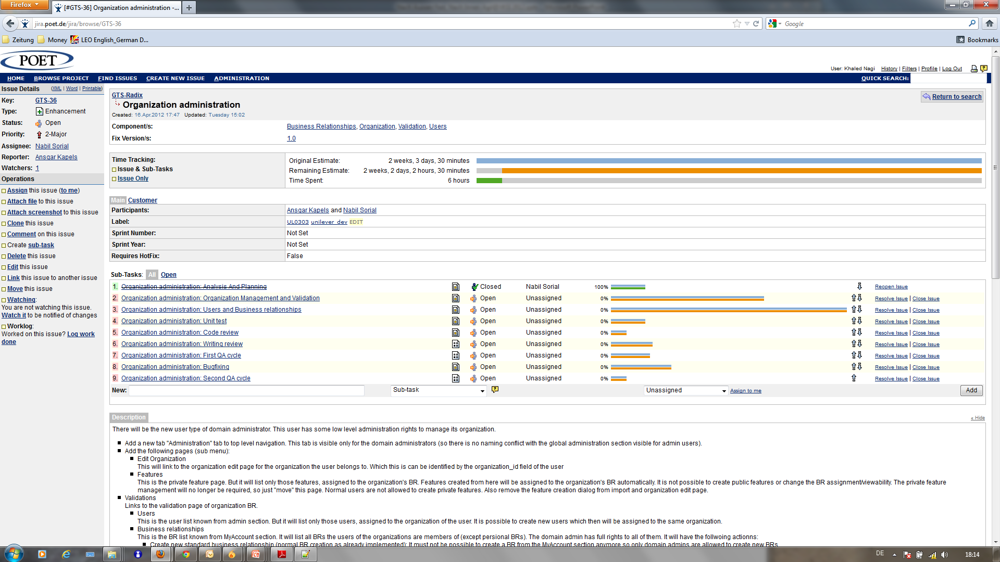 Firefox
[#GTS-36] Organization administration -...
jira.poet.de/jira/browse/GTS-36
Google
Zeitung Money LEO English_German D...
Bookmarks
POET
User: Khaled Nagi History | Filters | Profile | Log Out
HOME BROWSE PROJECT FIND ISSUES CREATE NEW ISSUE ADMINISTRATION QUICK SEARCH:
Issue Details (XML | Word | Printable)
Key: GTS-36
Type: Enhancement
Status: Open
Priority: 2-Major
Assignee: Nabil Sorial
Reporter: Ansgar Kapels
Watchers: 1
Operations
Assign this issue (to me)
Attach file to this issue
Attach screenshot to this issue
Clone this issue
Comment on this issue
Create sub-task
Delete this issue
Edit this issue
Link this issue to another issue
Move this issue
Watching:
You are not watching this issue.
Watch it to be notified of changes
Worklog:
Worked on this issue? Log work
done
GTS-Radix
Organization administration
Return to search
Created: 16.Apr.2012 17:47 Updated: Tuesday 15:02
Component/s: Business Relationships, Organization, Validation, Users
Fix Version/s: 1.0
Time Tracking:
Issue & Sub-Tasks
Issue Only
Original Estimate: 2 weeks, 3 days, 30 minutes
Remaining Estimate: 2 weeks, 2 days, 2 hours, 30 minutes
Time Spent: 6 hours
Main Customer
Participants: Ansgar Kapels and Nabil Sorial
Label: UL0303 unilever_dev EDIT
Sprint Number: Not Set
Sprint Year: Not Set
Requires HotFix: False
Sub-Tasks: All Open
1. Organization administration: Analysis And Planning Closed Nabil Sorial 100% Reopen Issue
2. Organization administration: Organization Management and Validation Open Unassigned 0% Resolve Issue | Close Issue
3. Organization administration: Users and Business relationships Open Unassigned 0% Resolve Issue | Close Issue
4. Organization administration: Unit test Open Unassigned 0% Resolve Issue | Close Issue
5. Organization administration: Code review Open Unassigned 0% Resolve Issue | Close Issue
6. Organization administration: Writing review Open Unassigned 0% Resolve Issue | Close Issue
7. Organization administration: First QA cycle Open Unassigned 0% Resolve Issue | Close Issue
8. Organization administration: Bugfixing Open Unassigned 0% Resolve Issue | Close Issue
9. Organization administration: Second QA cycle Open Unassigned 0% Resolve Issue | Close Issue
New: Sub-task Unassigned Assign to me Add
Description
« Hide
There will be the new user type of domain administrator. This user has some low level administration rights to manage its organization.
Add a new tab "Administration" tab to top level navigation. This tab is visible only for the domain administrators (so there is no naming conflict with the global administration section visible for admin users).
Add the following pages (sub menu):
Edit Organization
This will link to the organization edit page for the organization the user belongs to. Which this is can be identified by the organization_id field of the user
Features
This is the private feature page. But it will list only those features, assigned to the organization's BR. Features created from here will be assigned to the organization's BR automatically. It is not possible to create public features or change the BR assignment/viewability. The private feature
management will no longer be required, so just "move" this page. Normal users are not allowed to create private features. Also remove the feature creation dialog from import and organization edit page.
Validations
Links to the validation page of organization BR.
Users
This is the user list known from admin section. But it will list only those users, assigned to the organization of the user. It is possible to create new users which then will be assigned to the same organization.
Business relationships
This is the BR list known from MyAccount section. It will list all BRs the users of the organizations are members of (except persional BRs). The domain admin has full rights to all of them. It will have the follwoing actionns:
Create new standard business relationship (normal BR creation as already implemented): It must not be possible to create a BR from the MyAccount section anymore so only domain admins are allowed to create new BRs.
DE 18:14